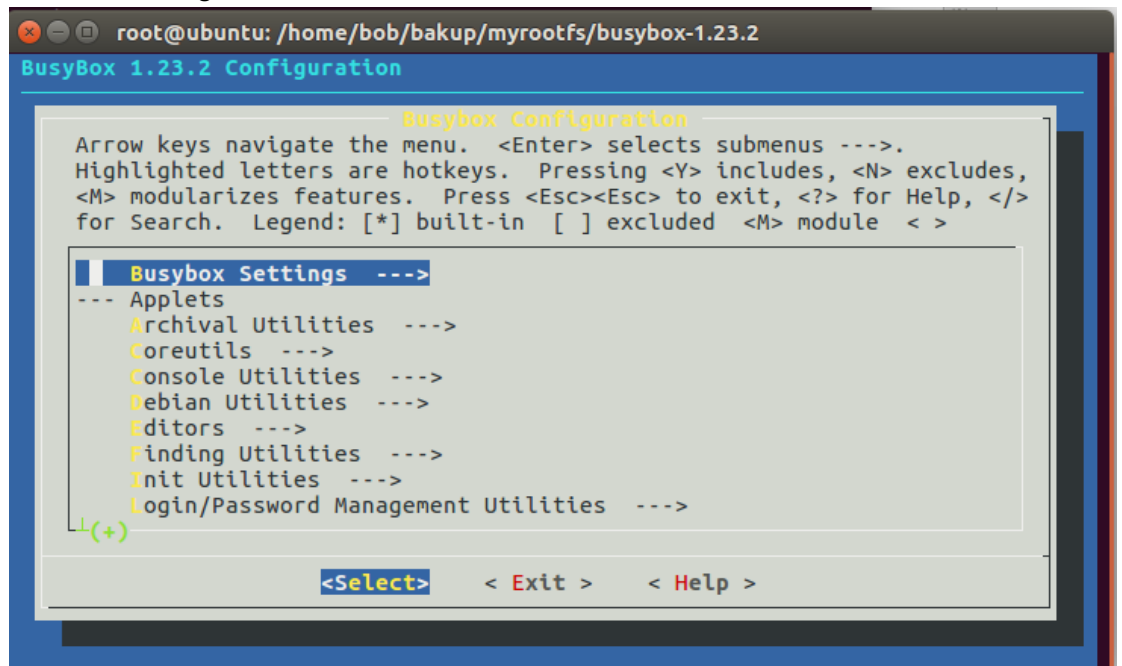 root@ubuntu: /home/bob/bakup/myrootfs/busybox-1.23.2
BusyBox 1.23.2 Configuration
Busybox Configuration
Arrow keys navigate the menu. <Enter> selects submenus --->.
Highlighted letters are hotkeys. Pressing <Y> includes, <N> excludes,
<M> modularizes features. Press <Esc><Esc> to exit, <?> for Help, </>
for Search. Legend: [*] built-in [ ] excluded <M> module < >
Busybox Settings --->
--- Applets
Archival Utilities --->
Coreutils --->
Console Utilities --->
Debian Utilities --->
Editors --->
Finding Utilities --->
Init Utilities --->
Login/Password Management Utilities --->
(+)
<Select> < Exit > < Help >